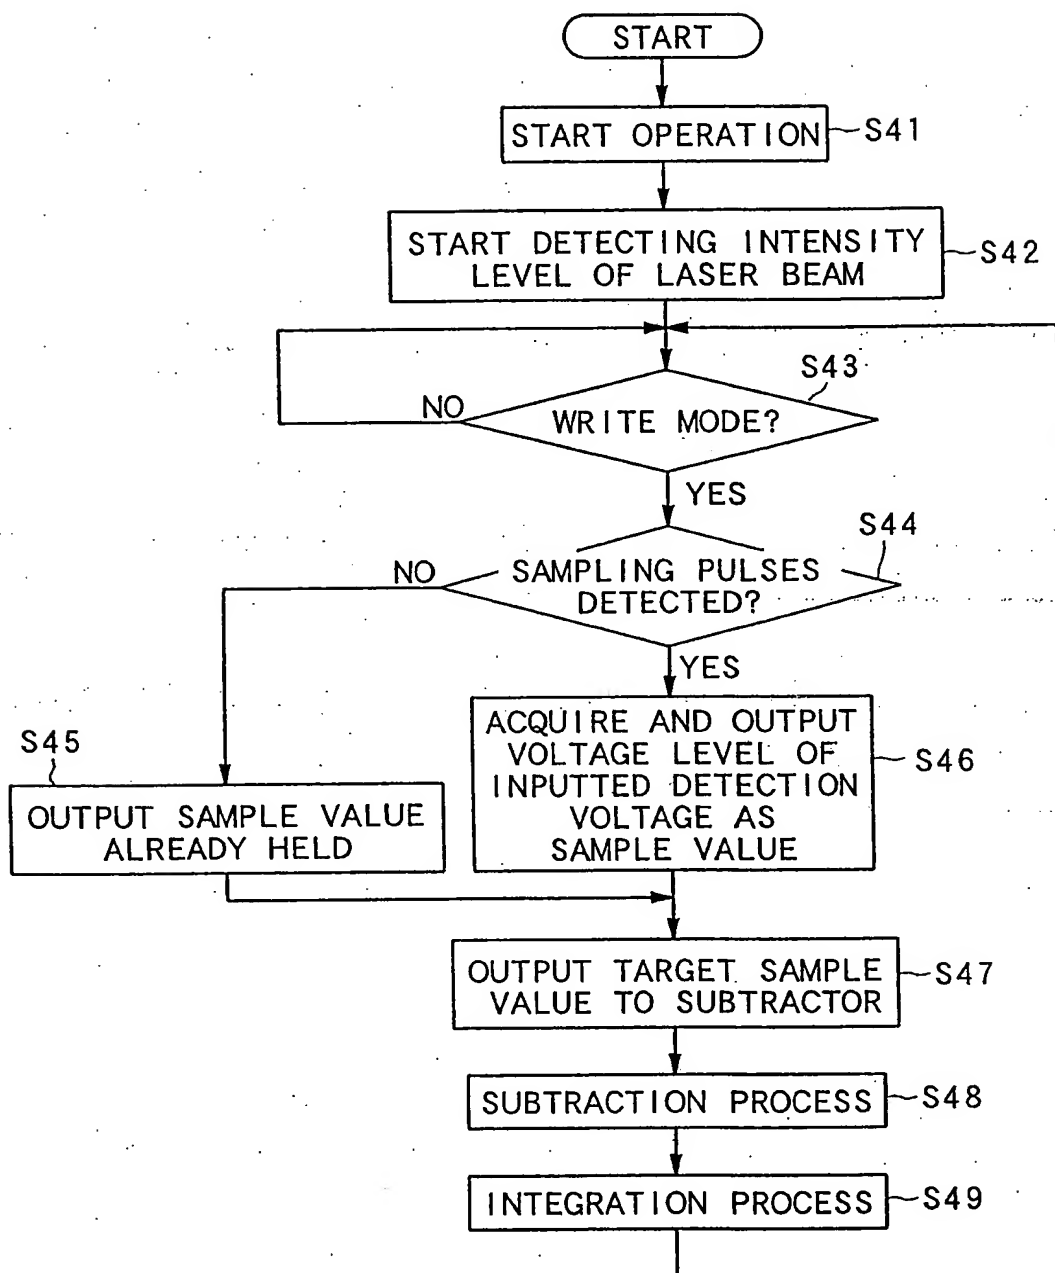 START
START OPERATION
S41
START DETECTING INTENSITY
LEVEL OF LASER BEAM
S42
S43
NO
WRITE MODE?
YES
S44
NO
SAMPLING PULSES
DETECTED?
YES
S45
OUTPUT SAMPLE VALUE
ALREADY HELD
ACQUIRE AND OUTPUT
VOLTAGE LEVEL OF
INPUTTED DETECTION
VOLTAGE AS
SAMPLE VALUE
S46
OUTPUT TARGET SAMPLE
VALUE TO SUBTRACTOR
S47
SUBTRACTION PROCESS
S48
INTEGRATION PROCESS
S49